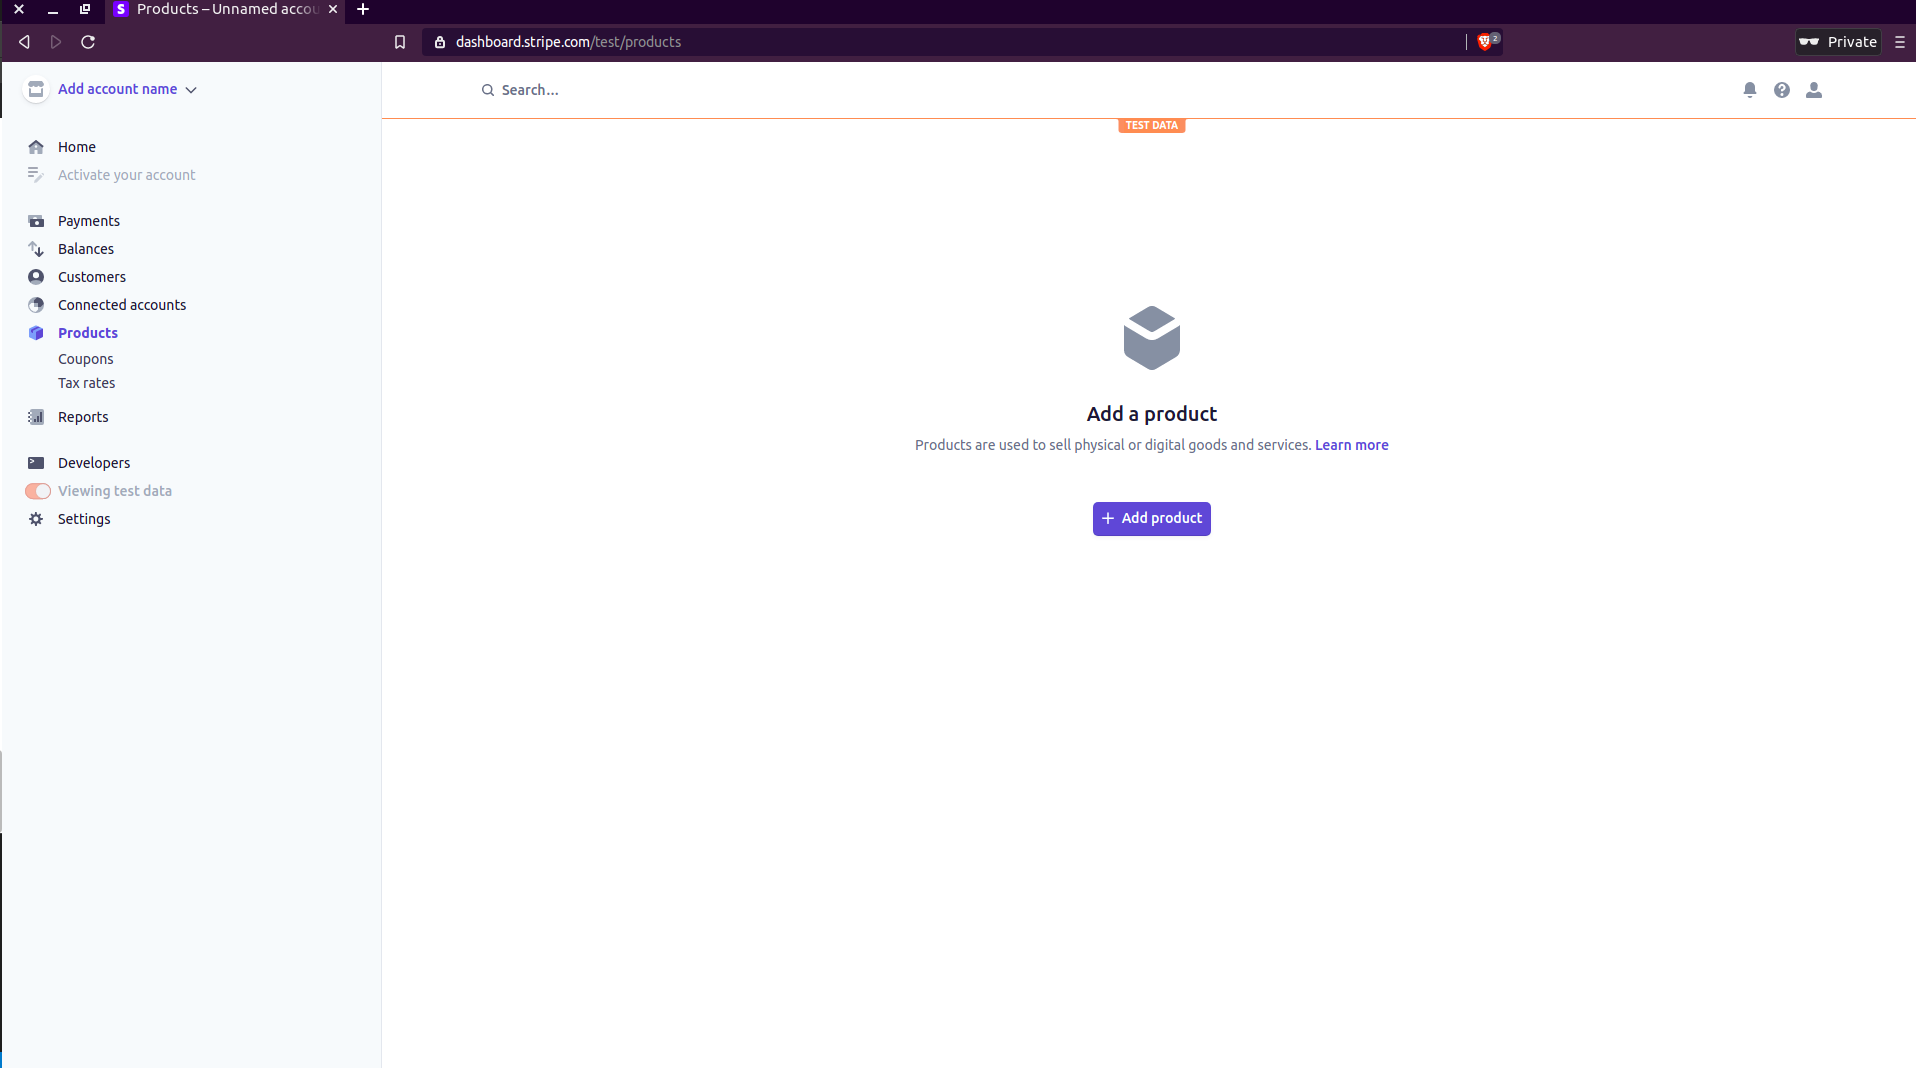 S Products – Unnamed accou
dashboard.stripe.com/test/products
2
Private
Add account name
Search...
TEST DATA
Home
Activate your account
Payments
Balances
Customers
Connected accounts
Products
Coupons
Tax rates
Reports
Developers
Viewing test data
Settings
Add a product
Products are used to sell physical or digital goods and services. Learn more
+ Add product